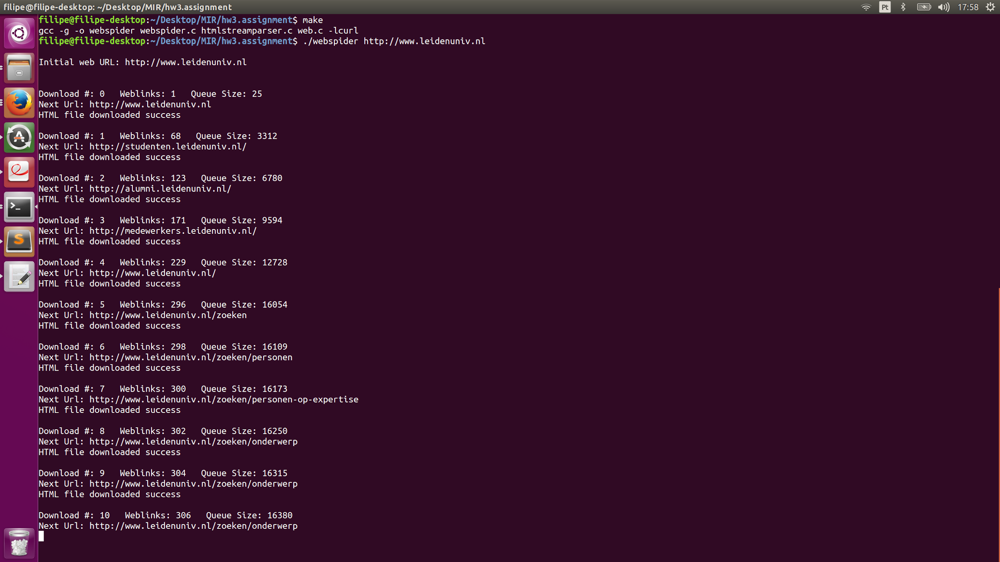 filipe@filipe-desktop: ~/Desktop/MIR/hw3.assignment
Pt
17:58
filipe@filipe-desktop:~/Desktop/MIR/hw3.assignment$ make
gcc -g -o webspider webspider.c htmlstreamparser.c web.c -lcurl
filipe@filipe-desktop:~/Desktop/MIR/hw3.assignment$ ./webspider http://www.leidenuniv.nl
Initial web URL: http://www.leidenuniv.nl
Download #: 0   Weblinks: 1   Queue Size: 25
Next Url: http://www.leidenuniv.nl
HTML file downloaded success
Download #: 1   Weblinks: 68   Queue Size: 3312
Next Url: http://studenten.leidenuniv.nl/
HTML file downloaded success
Download #: 2   Weblinks: 123   Queue Size: 6780
Next Url: http://alumni.leidenuniv.nl/
HTML file downloaded success
Download #: 3   Weblinks: 171   Queue Size: 9594
Next Url: http://medewerkers.leidenuniv.nl/
HTML file downloaded success
Download #: 4   Weblinks: 229   Queue Size: 12728
Next Url: http://www.leidenuniv.nl/
HTML file downloaded success
Download #: 5   Weblinks: 296   Queue Size: 16054
Next Url: http://www.leidenuniv.nl/zoeken
HTML file downloaded success
Download #: 6   Weblinks: 298   Queue Size: 16109
Next Url: http://www.leidenuniv.nl/zoeken/personen
HTML file downloaded success
Download #: 7   Weblinks: 300   Queue Size: 16173
Next Url: http://www.leidenuniv.nl/zoeken/personen-op-expertise
HTML file downloaded success
Download #: 8   Weblinks: 302   Queue Size: 16250
Next Url: http://www.leidenuniv.nl/zoeken/onderwerp
HTML file downloaded success
Download #: 9   Weblinks: 304   Queue Size: 16315
Next Url: http://www.leidenuniv.nl/zoeken/onderwerp
HTML file downloaded success
Download #: 10   Weblinks: 306   Queue Size: 16380
Next Url: http://www.leidenuniv.nl/zoeken/onderwerp